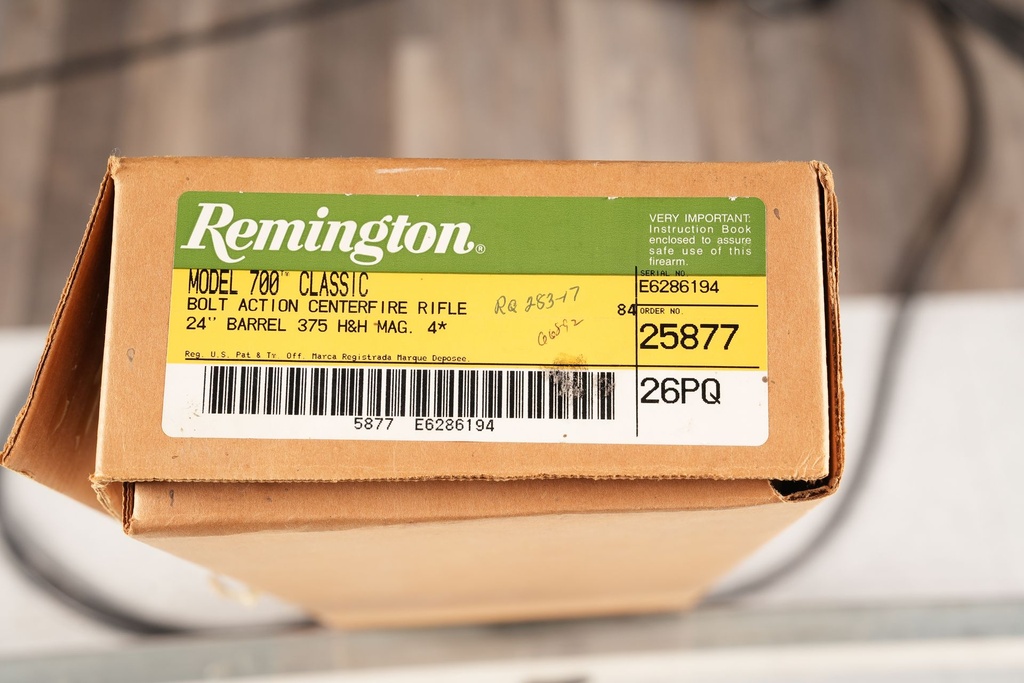 Remington®
VERY IMPORTANT:
Instruction Book
enclosed to assure
safe use of this
firearm.
MODEL 700™ CLASSIC
BOLT ACTION CENTERFIRE RIFLE
24" BARREL 375 H&H MAG. 4*
RQ 283-17
84
SERIAL NO.
E6286194
ORDER NO.
25877
Reg. U.S. Pat & Tm. Off. Marca Registrada Marque Deposee.
26PQ
5877 E6286194